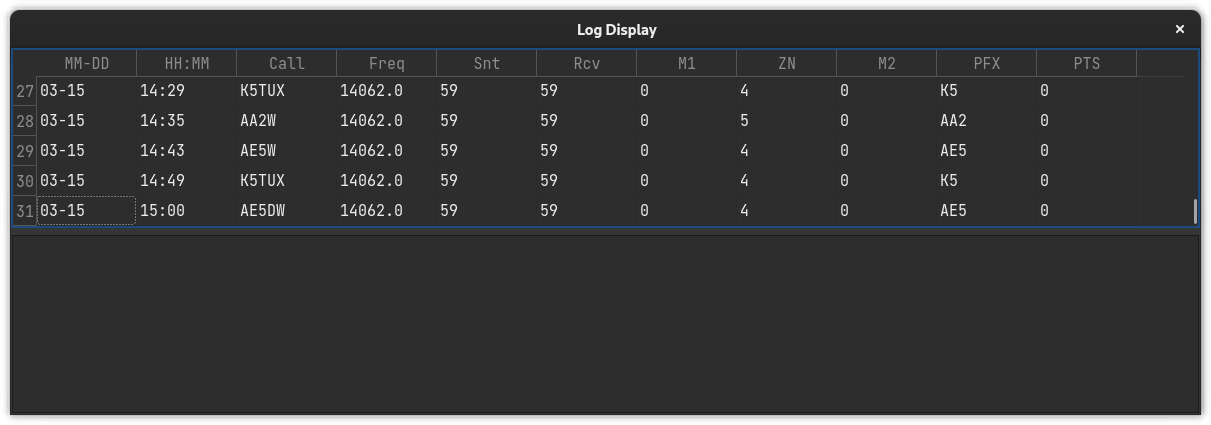 Log Display ×
MM-DD HH:MM Call Freq Snt Rcv M1 ZN M2 PFX PTS
27 03-15 14:29 K5TUX 14062.0 59 59 0 4 0 K5 0
28 03-15 14:35 AA2W 14062.0 59 59 0 5 0 AA2 0
29 03-15 14:43 AE5W 14062.0 59 59 0 4 0 AE5 0
30 03-15 14:49 K5TUX 14062.0 59 59 0 4 0 K5 0
31 03-15 15:00 AE5DW 14062.0 59 59 0 4 0 AE5 0